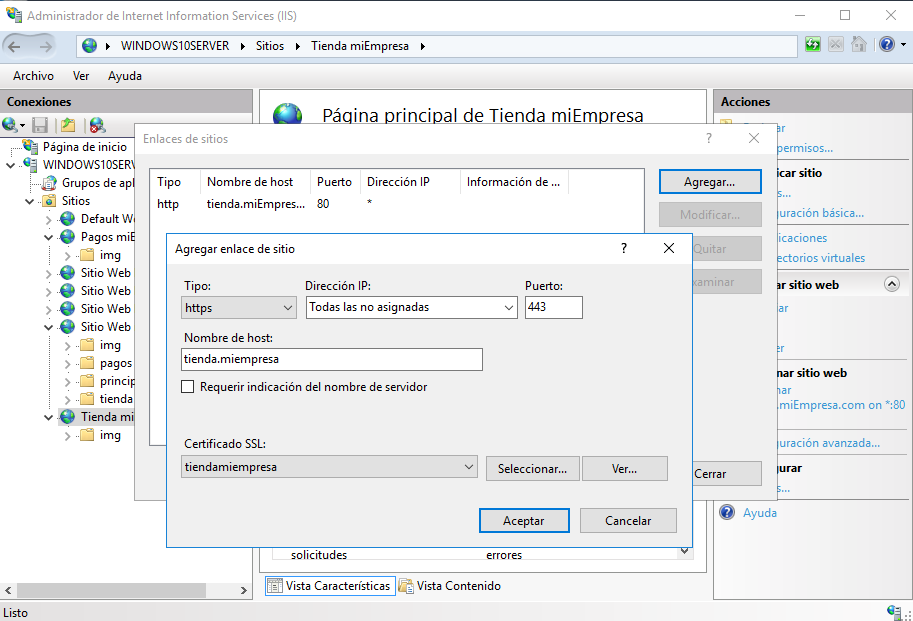 Administrador de Internet Information Services (IIS)
WINDOWS10SERVER Sitios Tienda miEmpresa
Archivo Ver Ayuda
Conexiones
Página de inicio
WINDOWS10SERV
Grupos de apl
Sitios
Default W
Pagos miE
img
Sitio Web
Sitio Web
Sitio Web
Sitio Web
img
pagos
princip
tienda
Tienda mi
img
Página principal de Tienda miEmpresa
Enlaces de sitios
?
Tipo Nombre de host Puerto Dirección IP Información de ...
http tienda.miEmpres... 80 *
Agregar...
Modificar...
Quitar
xaminar
Cerrar
Agregar enlace de sitio
?
Tipo: Dirección IP: Puerto:
https Todas las no asignadas 443
Nombre de host:
tienda.miempresa
Requerir indicación del nombre de servidor
Certificado SSL:
tiendamiempresa Seleccionar... Ver...
Aceptar Cancelar
solicitudes errores
Vista Características Vista Contenido
Acciones
ar
permisos...
icar sitio
s...
guración básica...
icaciones
ectorios virtuales
ar sitio web
ar
er
nar sitio web
nar
.miEmpresa.com on *:80
guración avanzada...
gurar
s...
Ayuda
Listo